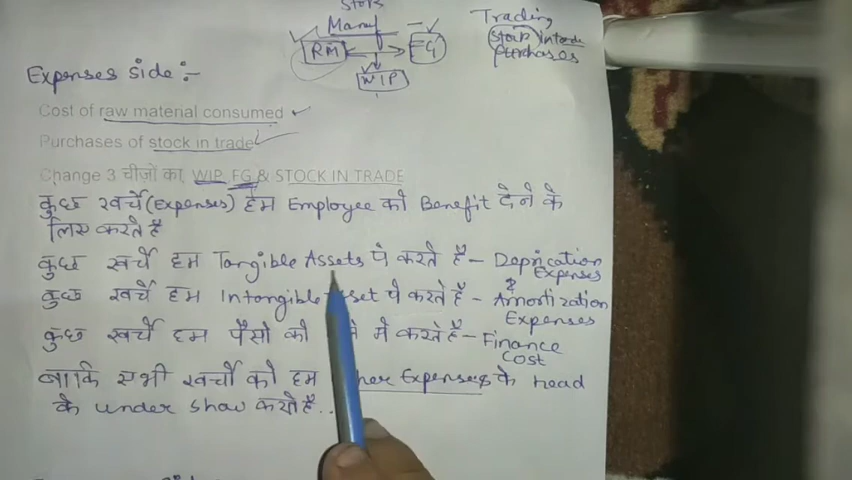 Stock
Manuf
RM
FG
WIP
Trading
Stock in trade
purchases
Expenses side :-
Cost of raw material consumed
Purchases of stock in trade
Change 3 चीज़ों का, WIP, FG & STOCK IN TRADE
कुछ खर्चे (Expenses) हम Employee को Benefit देने के
लिए करते है
कुछ खर्चे हम Tangible Assets पे करते है - Deprication
Expenses
&
कुछ खर्चे हम Intangible Asset पे करते है - Amortization
Expenses
कुछ खर्चे हम पैसो को मे करते है - Finance
Cost
बाकि सभी खर्चो को हम Expenses के head
के under show करते है..